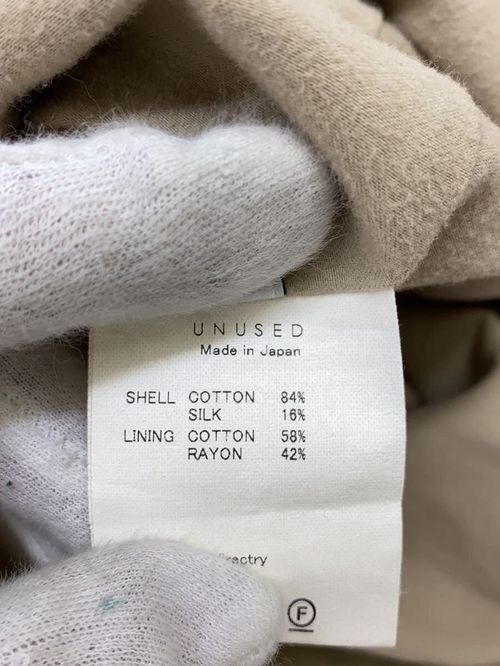 UNUSED
Made in Japan
SHELL COTTON 84%
SILK 16%
LINING COTTON 58%
RAYON 42%
F